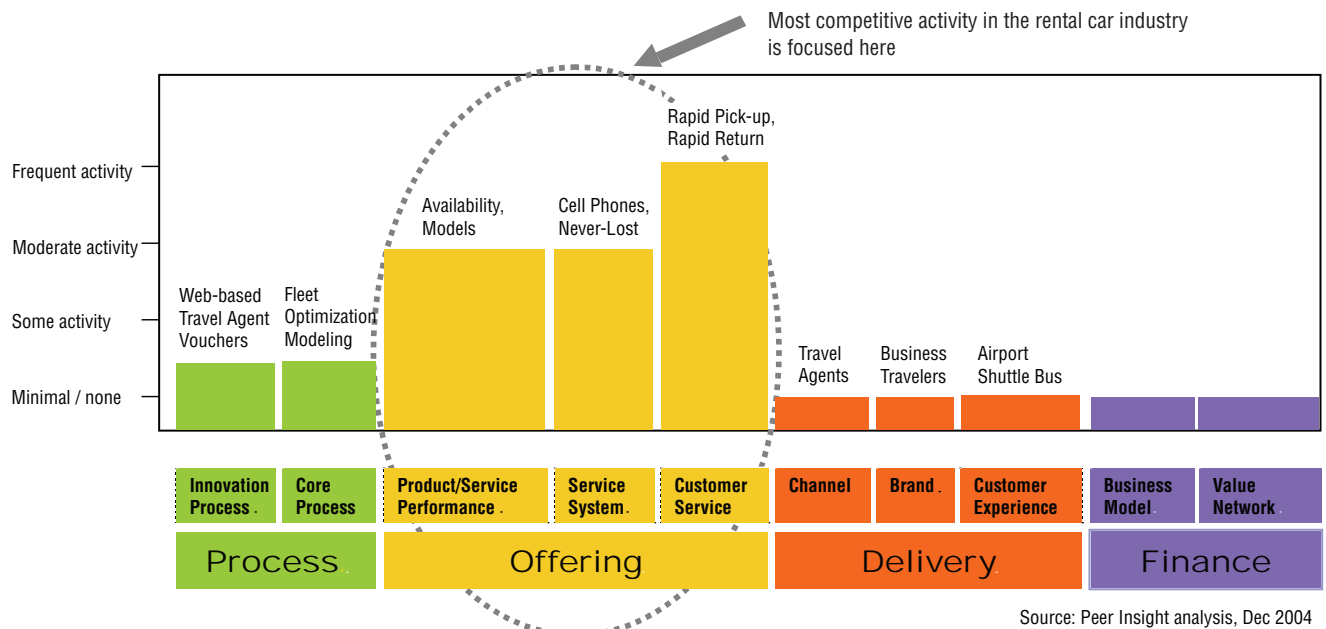 Most competitive activity in the rental car industry
is focused here
Rapid Pick-up,
Rapid Return
Frequent activity
Availability,
Models
Cell Phones,
Never-Lost
Moderate activity
Web-based
Travel Agent
Vouchers
Fleet
Optimization
Modeling
Some activity
Travel
Agents
Business
Travelers
Airport
Shuttle Bus
Minimal / none
Innovation
Process
Core
Process
Product/Service
Performance
Service
System
Customer
Service
Channel
Brand
Customer
Experience
Business
Model
Value
Network
Process
Offering
Delivery
Finance
Source: Peer Insight analysis, Dec 2004